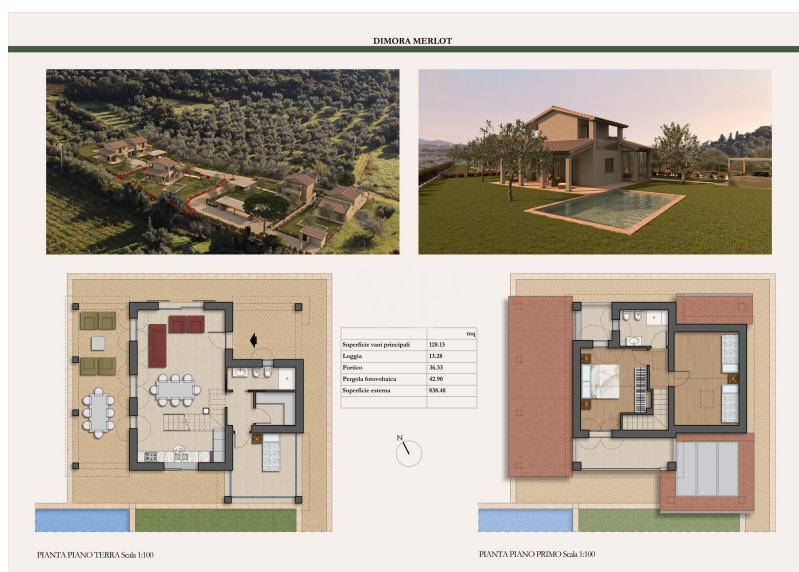 DIMORA MERLOT
mq
Superficie vani principali 128.13
Loggia 13.28
Portico 36.33
Pergola fotovoltaica 42.90
Superficie esterna 838.48
N
PIANTA PIANO TERRA Scala 1:100
PIANTA PIANO PRIMO Scala 1:100